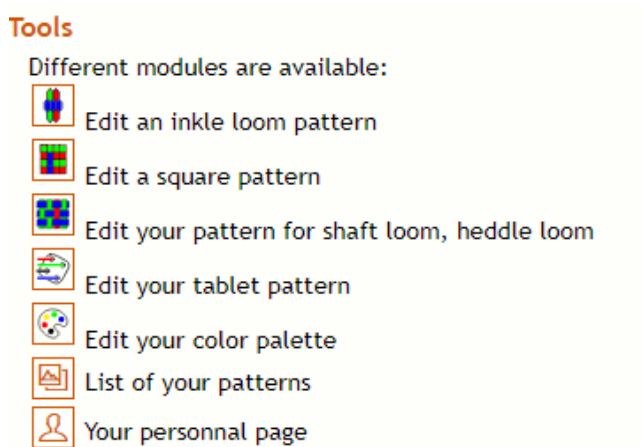 Tools
Different modules are available:
Edit an inkle loom pattern
Edit a square pattern
Edit your pattern for shaft loom, heddle loom
Edit your tablet pattern
Edit your color palette
List of your patterns
Your personnal page